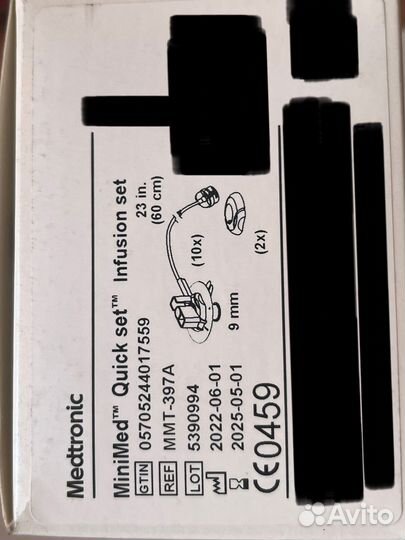 Medtronic
MiniMed™ Quick set™ Infusion set
GTIN 05705244017559
REF MMT-397A
LOT 5390994
2022-06-01
2025-05-01
CE0459
23 in.
(60 cm)
(10x)
9 mm
(2x)
Avito